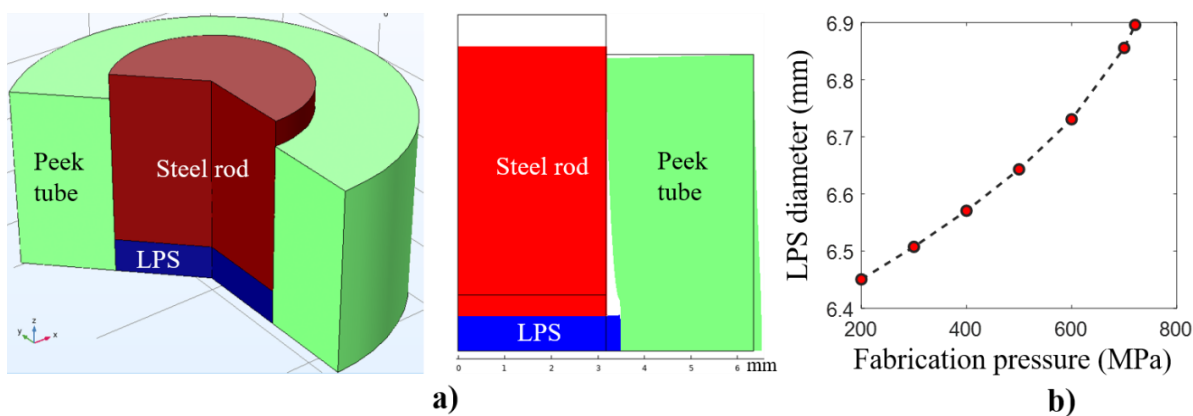 Peek
tube
Steel rod
LPS
z
y
x
Steel rod
Peek
tube
LPS
0 1 2 3 4 5 6 mm
a)
LPS diameter (mm)
6.9
6.8
6.7
6.6
6.5
6.4
200 400 600 800
Fabrication pressure (MPa)
b)